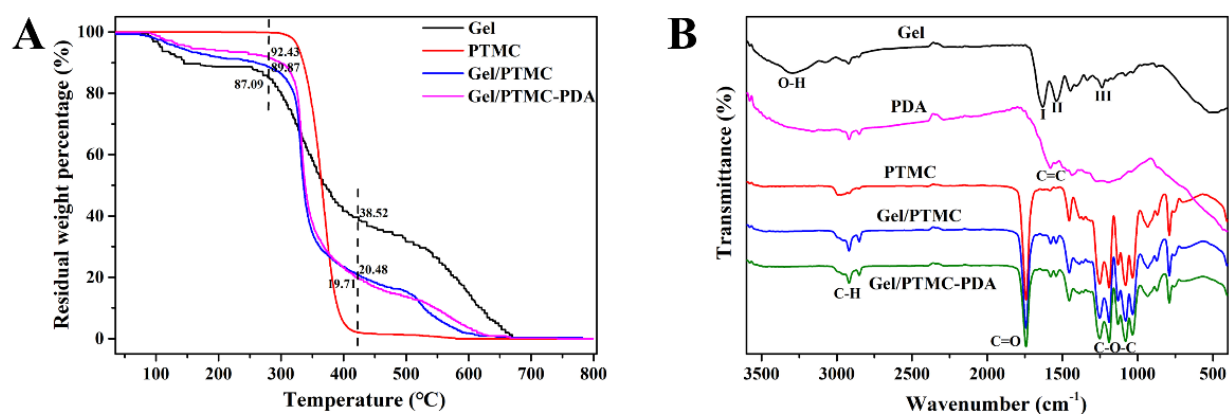 A
Residual weight percentage (%)
100
80
60
40
20
0
100
200
300
400
500
600
700
800
Temperature (°C)
Gel
PTMC
Gel/PTMC
Gel/PTMC-PDA
92.43
89.87
87.09
38.52
20.48
19.71
B
Transmittance (%)
Gel
O-H
I
II
III
PDA
C=C
PTMC
Gel/PTMC
Gel/PTMC-PDA
C-H
C=O
C-O-C
3500
3000
2500
2000
1500
1000
500
Wavenumber (cm⁻¹)